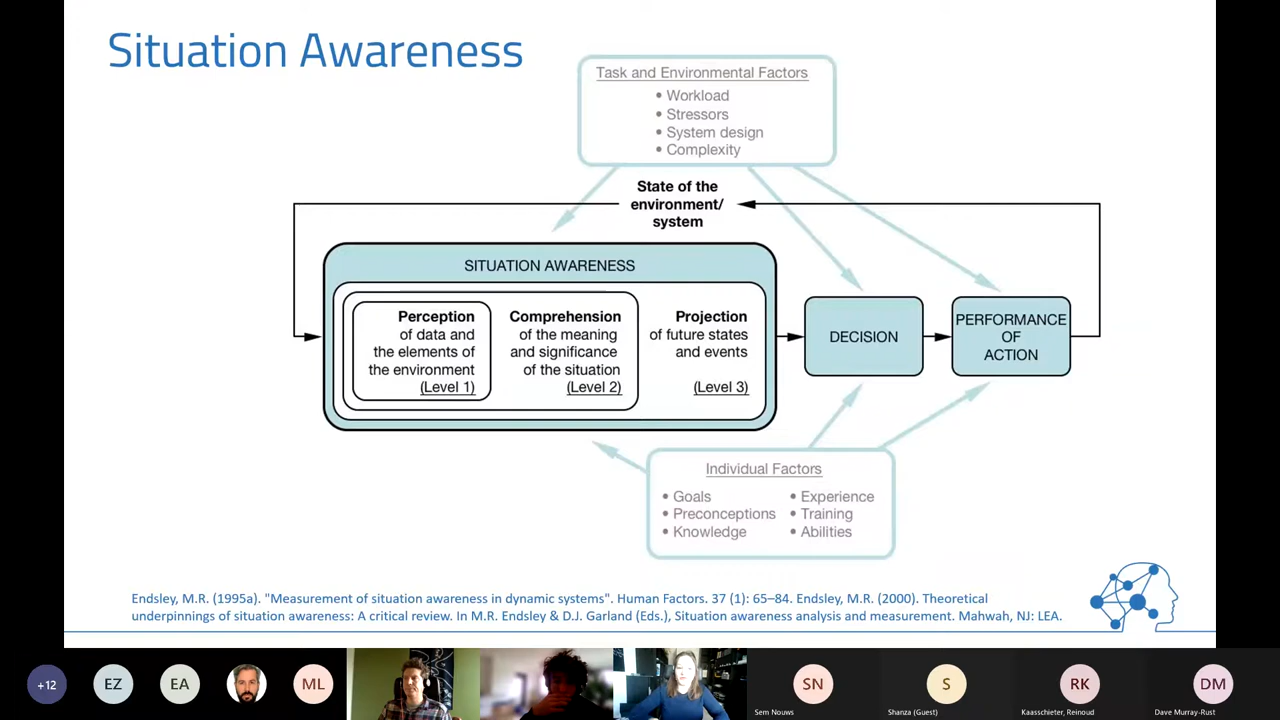 Situation Awareness
Task and Environmental Factors
• Workload
• Stressors
• System design
• Complexity
State of the
environment/
system
SITUATION AWARENESS
Perception
of data and
the elements of
the environment
(Level 1)
Comprehension
of the meaning
and significance
of the situation
(Level 2)
Projection
of future states
and events
(Level 3)
DECISION
PERFORMANCE
OF
ACTION
Individual Factors
• Goals
• Preconceptions
• Knowledge
• Experience
• Training
• Abilities
Endsley, M.R. (1995a). "Measurement of situation awareness in dynamic systems". Human Factors. 37 (1): 65–84. Endsley, M.R. (2000). Theoretical
underpinnings of situation awareness: A critical review. In M.R. Endsley & D.J. Garland (Eds.), Situation awareness analysis and measurement. Mahwah, NJ: LEA.
+12
EZ
EA
ML
SN
Sem Nouws
S
Shanza (Guest)
RK
Kaasschieter, Reinoud
DM
Dave Murray-Rust